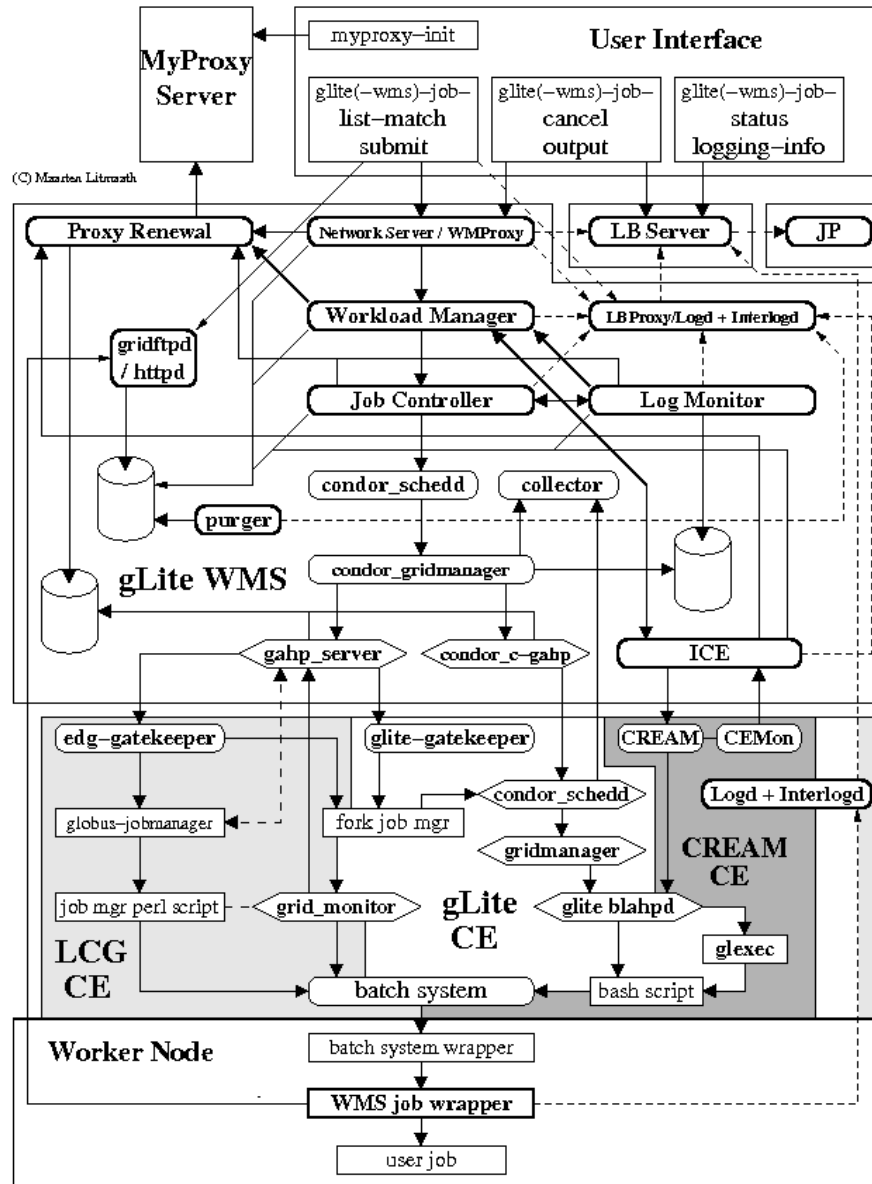 myproxy-init
User Interface
MyProxy
Server
glite(-wms)-job-
list-match
submit
glite(-wms)-job-
cancel
output
glite(-wms)-job-
status
logging-info
(C) Maarten Litmaath
Proxy Renewal
Network Server / WMProxy
LB Server
JP
Workload Manager
LBProxy/Logd + Interlogd
gridftpd
/ httpd
Job Controller
Log Monitor
condor_schedd
collector
purger
gLite WMS
condor_gridmanager
gahp_server
condor_c-gahp
ICE
edg-gatekeeper
glite-gatekeeper
CREAM
CEMon
condor_schedd
Logd + Interlogd
globus-jobmanager
fork job mgr
gridmanager
CREAM
CE
job mgr perl script
grid_monitor
gLite
CE
glite blahpd
LCG
CE
glexec
batch system
bash script
Worker Node
batch system wrapper
WMS job wrapper
user job